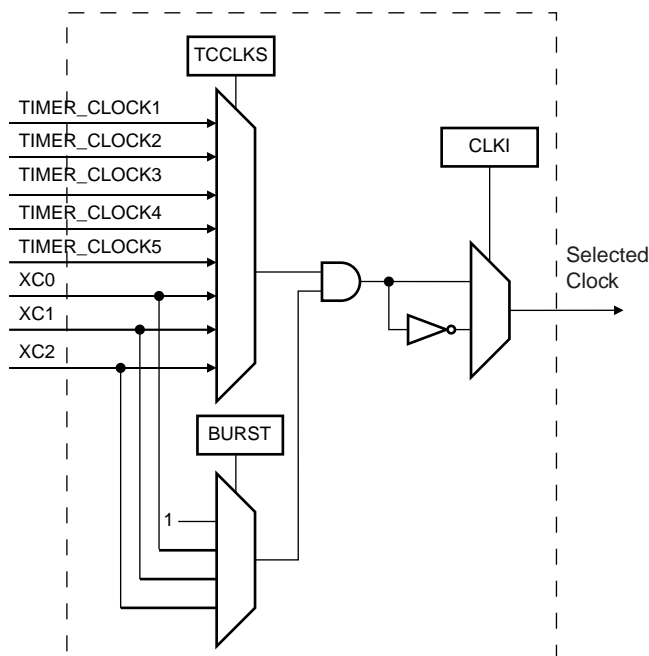 TCCLKS
TIMER_CLOCK1
TIMER_CLOCK2
TIMER_CLOCK3
TIMER_CLOCK4
TIMER_CLOCK5
XC0
XC1
XC2
CLKI
Selected
Clock
BURST
1